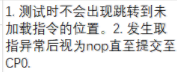 1. 测试时不会出现跳转到未
加载指令的位置。2. 发生取
指异常后视为nop直至提交至
CP0.